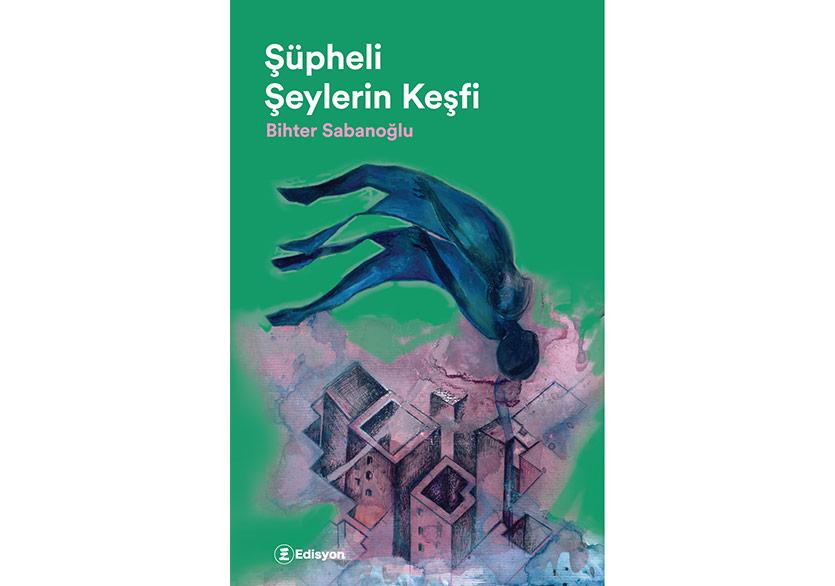 Şüpheli
Şeylerin Keşfi
Bihter Sabanoğlu
Edisyon